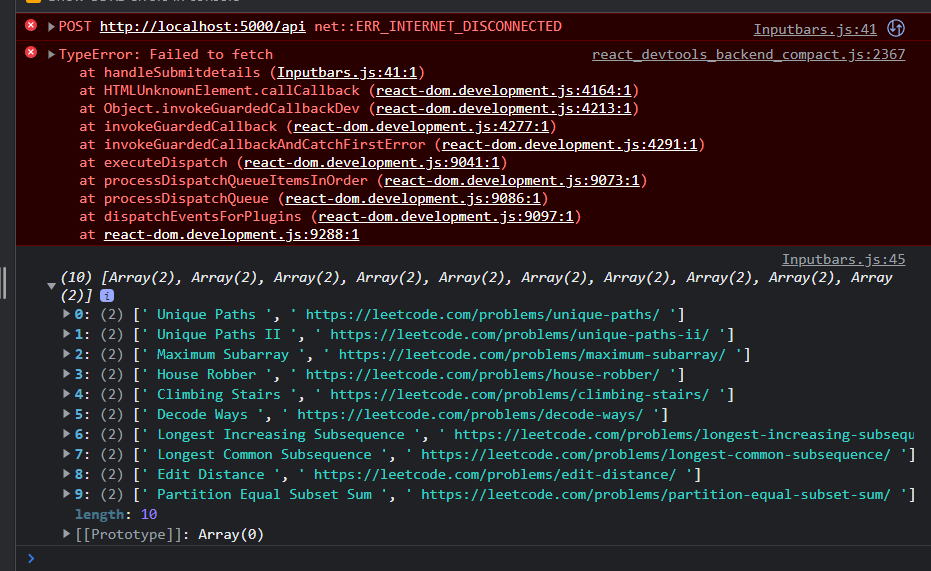 POST http://localhost:5000/api net::ERR_INTERNET_DISCONNECTED Inputbars.js:41
TypeError: Failed to fetch react_devtools_backend_compact.js:2367
at handleSubmitdetails (Inputbars.js:41:1)
at HTMLUnknownElement.callCallback (react-dom.development.js:4164:1)
at Object.invokeGuardedCallbackDev (react-dom.development.js:4213:1)
at invokeGuardedCallback (react-dom.development.js:4277:1)
at invokeGuardedCallbackAndCatchFirstError (react-dom.development.js:4291:1)
at executeDispatch (react-dom.development.js:9041:1)
at processDispatchQueueItemsInOrder (react-dom.development.js:9073:1)
at processDispatchQueue (react-dom.development.js:9086:1)
at dispatchEventsForPlugins (react-dom.development.js:9097:1)
at react-dom.development.js:9288:1
Inputbars.js:45
(10) [Array(2), Array(2), Array(2), Array(2), Array(2), Array(2), Array(2), Array(2), Array(2), Array
(2)] i
0: (2) [' Unique Paths ', ' https://leetcode.com/problems/unique-paths/ ']
1: (2) [' Unique Paths II ', ' https://leetcode.com/problems/unique-paths-ii/ ']
2: (2) [' Maximum Subarray ', ' https://leetcode.com/problems/maximum-subarray/ ']
3: (2) [' House Robber ', ' https://leetcode.com/problems/house-robber/ ']
4: (2) [' Climbing Stairs ', ' https://leetcode.com/problems/climbing-stairs/ ']
5: (2) [' Decode Ways ', ' https://leetcode.com/problems/decode-ways/ ']
6: (2) [' Longest Increasing Subsequence ', ' https://leetcode.com/problems/longest-increasing-subsequ
7: (2) [' Longest Common Subsequence ', ' https://leetcode.com/problems/longest-common-subsequence/ ']
8: (2) [' Edit Distance ', ' https://leetcode.com/problems/edit-distance/ ']
9: (2) [' Partition Equal Subset Sum ', ' https://leetcode.com/problems/partition-equal-subset-sum/ ']
length: 10
[[Prototype]]: Array(0)